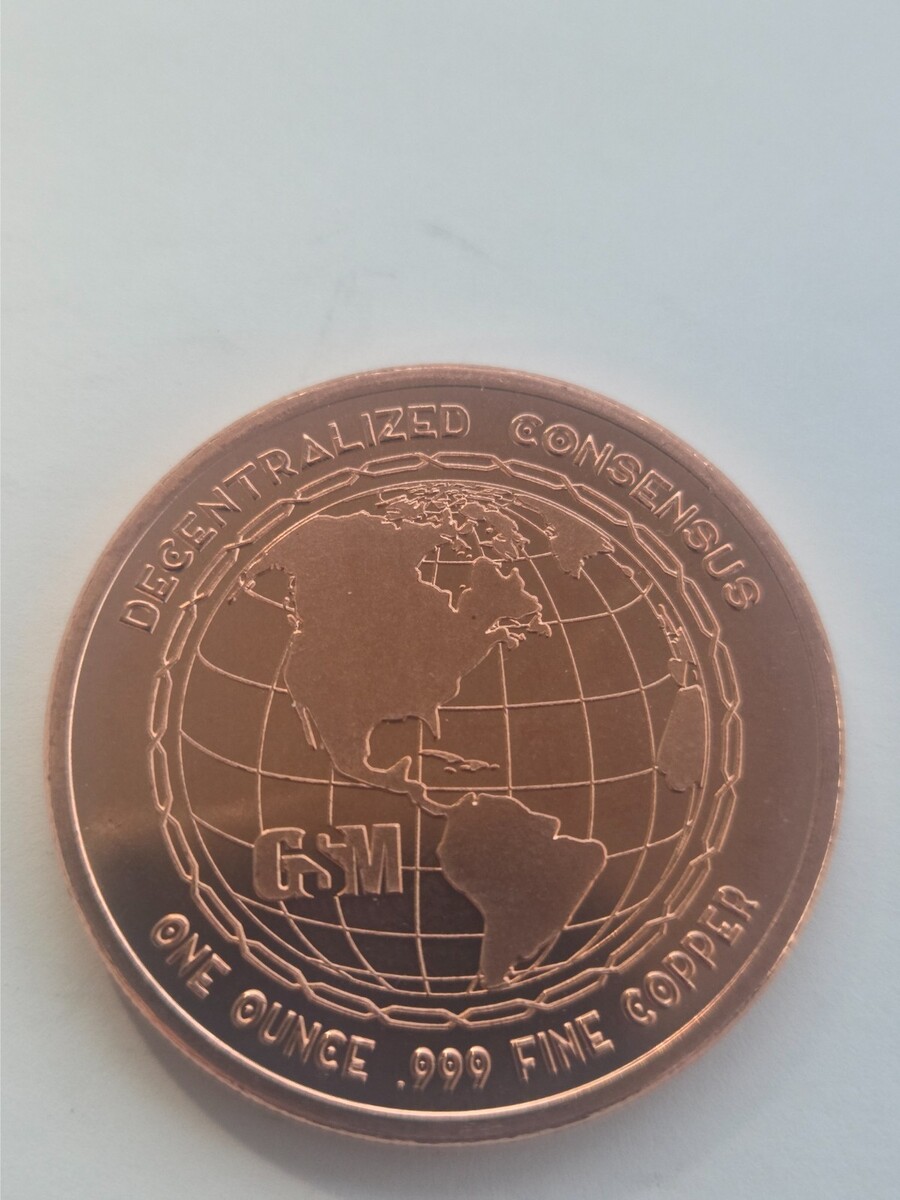 DECENTRALIZED CONSENSUS
GSM
ONE OUNCE .999 FINE COPPER